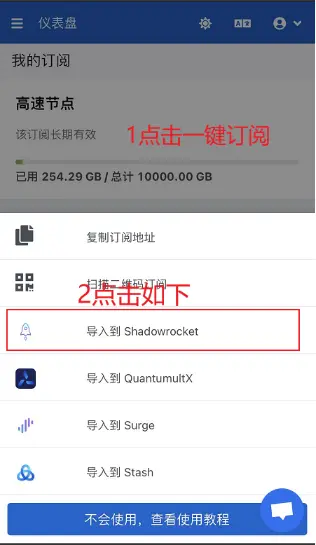 仪表盘
我的订阅
高速节点
该订阅长期有效
1点击一键订阅
已用 254.29 GB / 总计 10000.00 GB
复制订阅地址
扫描二维码订阅
2点击如下
导入到 Shadowrocket
导入到 QuantumultX
导入到 Surge
导入到 Stash
不会使用，查看使用教程